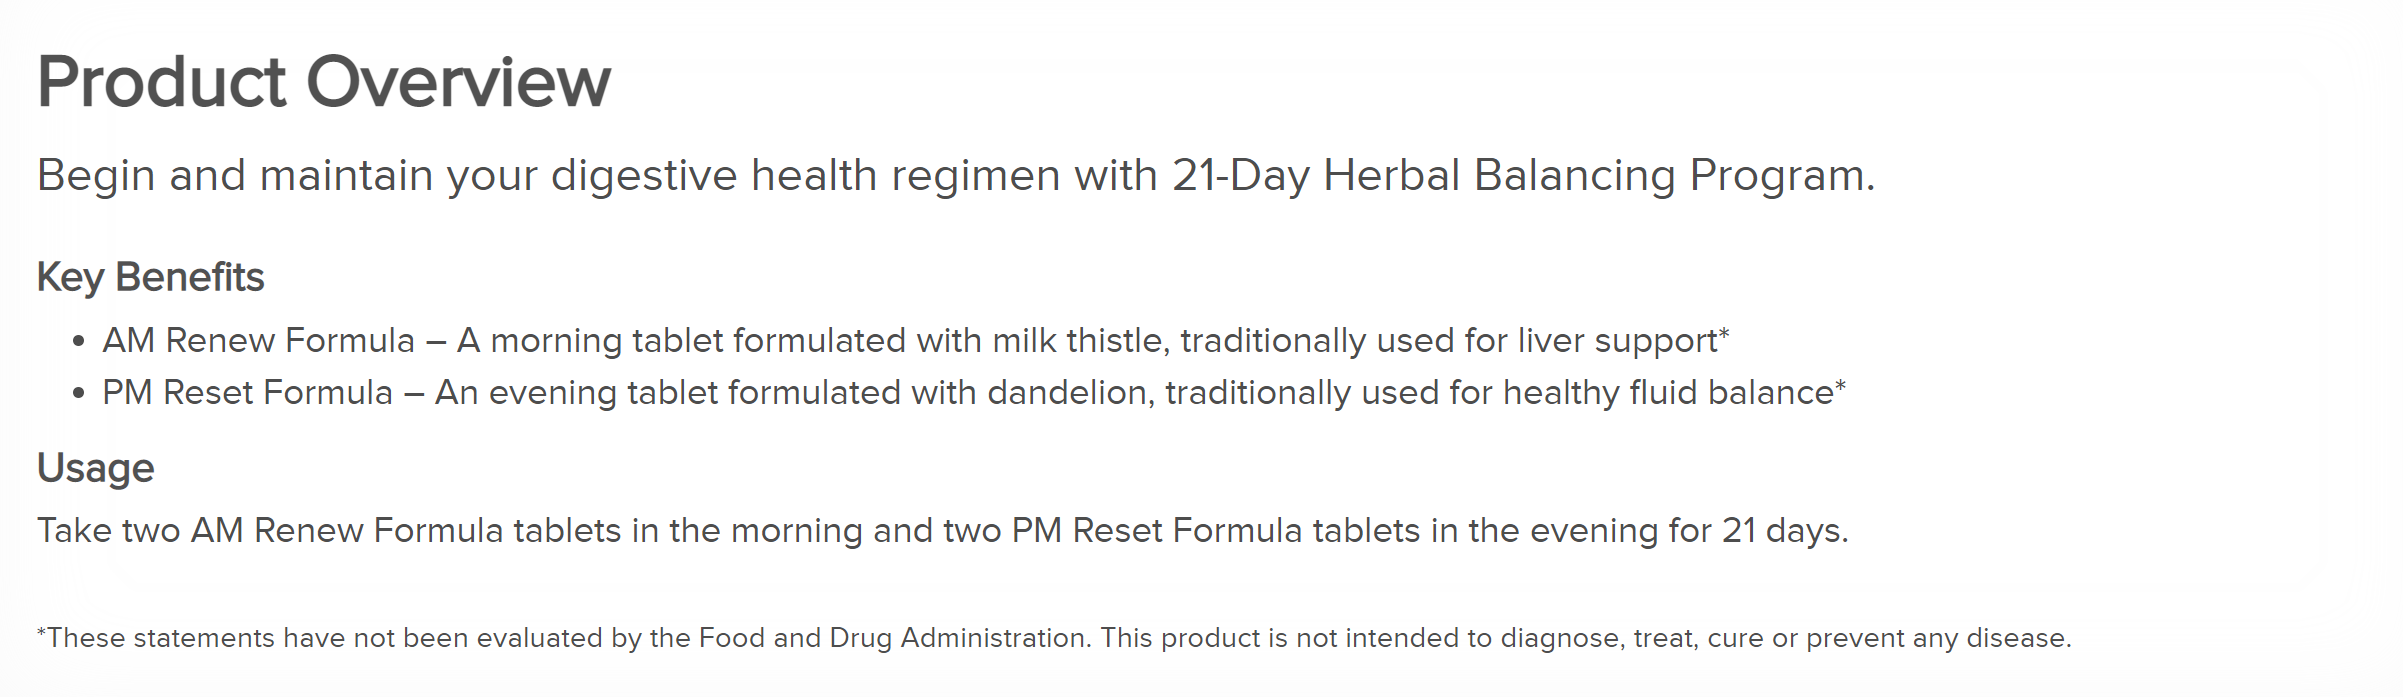 Product Overview
Begin and maintain your digestive health regimen with 21-Day Herbal Balancing Program.
Key Benefits
• AM Renew Formula – A morning tablet formulated with milk thistle, traditionally used for liver support*
• PM Reset Formula – An evening tablet formulated with dandelion, traditionally used for healthy fluid balance*
Usage
Take two AM Renew Formula tablets in the morning and two PM Reset Formula tablets in the evening for 21 days.
*These statements have not been evaluated by the Food and Drug Administration. This product is not intended to diagnose, treat, cure or prevent any disease.